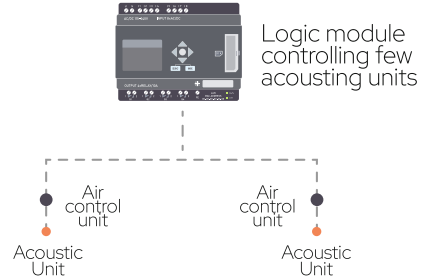 Logic module
controlling few
acousting units
Air
control
unit
Air
control
unit
Acoustic
Unit
Acoustic
Unit